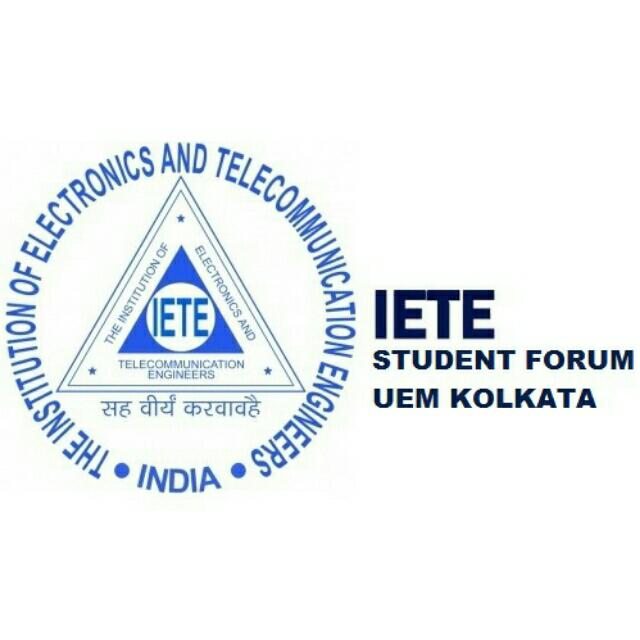 THE INSTITUTION OF ELECTRONICS AND TELECOMMUNICATION ENGINEERS
• INDIA •
THE INSTITUTION OF
ELECTRONICS AND
TELECOMMUNICATION
ENGINEERS
IETE
सह वीर्यं करवावहै
IETE
STUDENT FORUM
UEM KOLKATA